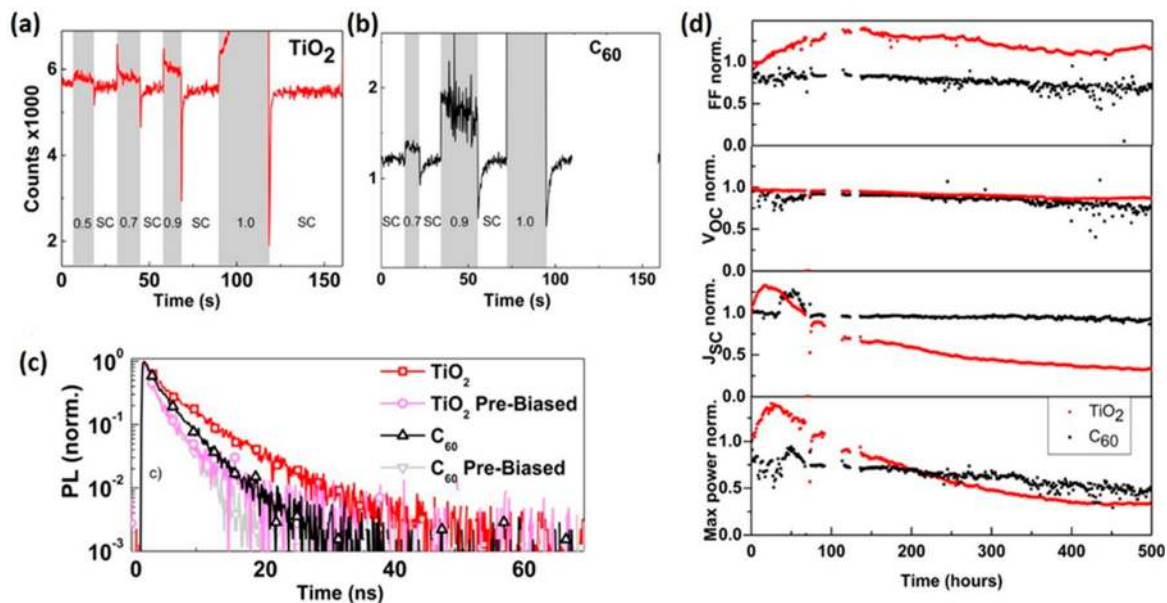 (a)
TiO2
Counts x1000
6
4
2
0.5 SC 0.7 SC 0.9 SC 1.0 SC
0 50 100 150
Time (s)
(b)
C60
2
1
SC 0.7 SC 0.9 SC 1.0
0 50 100 150
Time (s)
(c)
PL (norm.)
10^0
10^-1
10^-2
10^-3
c)
TiO2
TiO2 Pre-Biased
C60
C60 Pre-Biased
0 20 40 60
Time (ns)
(d)
FF norm.
1.0
0.5
1.0
VOC norm.
1.0
0.5
0.0
JSC norm.
1.0
0.5
0.0
Max power norm.
1.0
0.5
0.0
TiO2
C60
0 100 200 300 400 500
Time (hours)